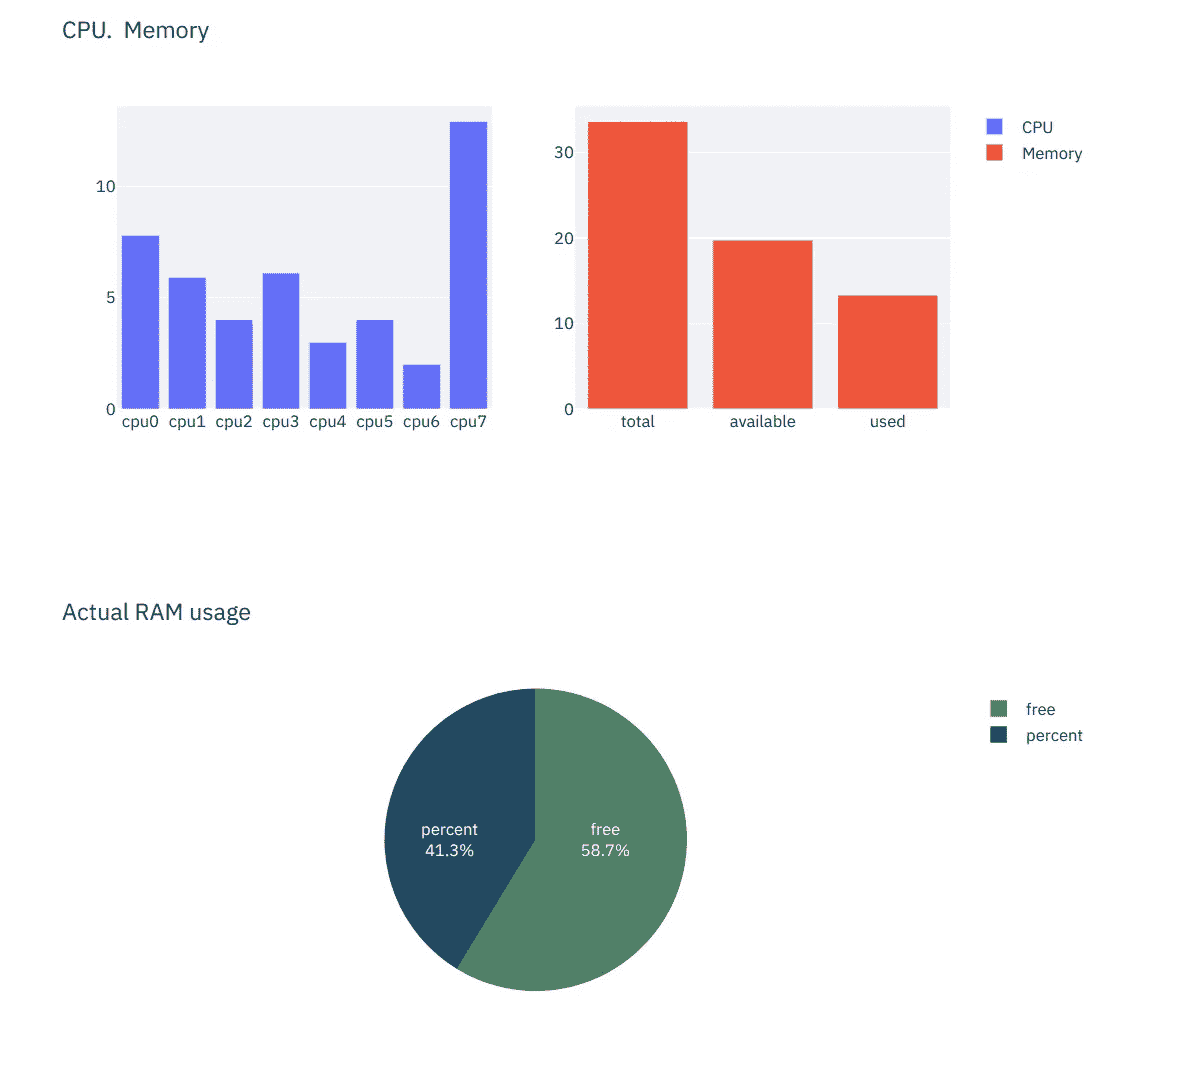 CPU.  Memory
10
5
0
cpu0 cpu1 cpu2 cpu3 cpu4 cpu5 cpu6 cpu7
30
20
10
0
total available used
CPU
Memory
Actual RAM usage
percent
41.3%
free
58.7%
free
percent